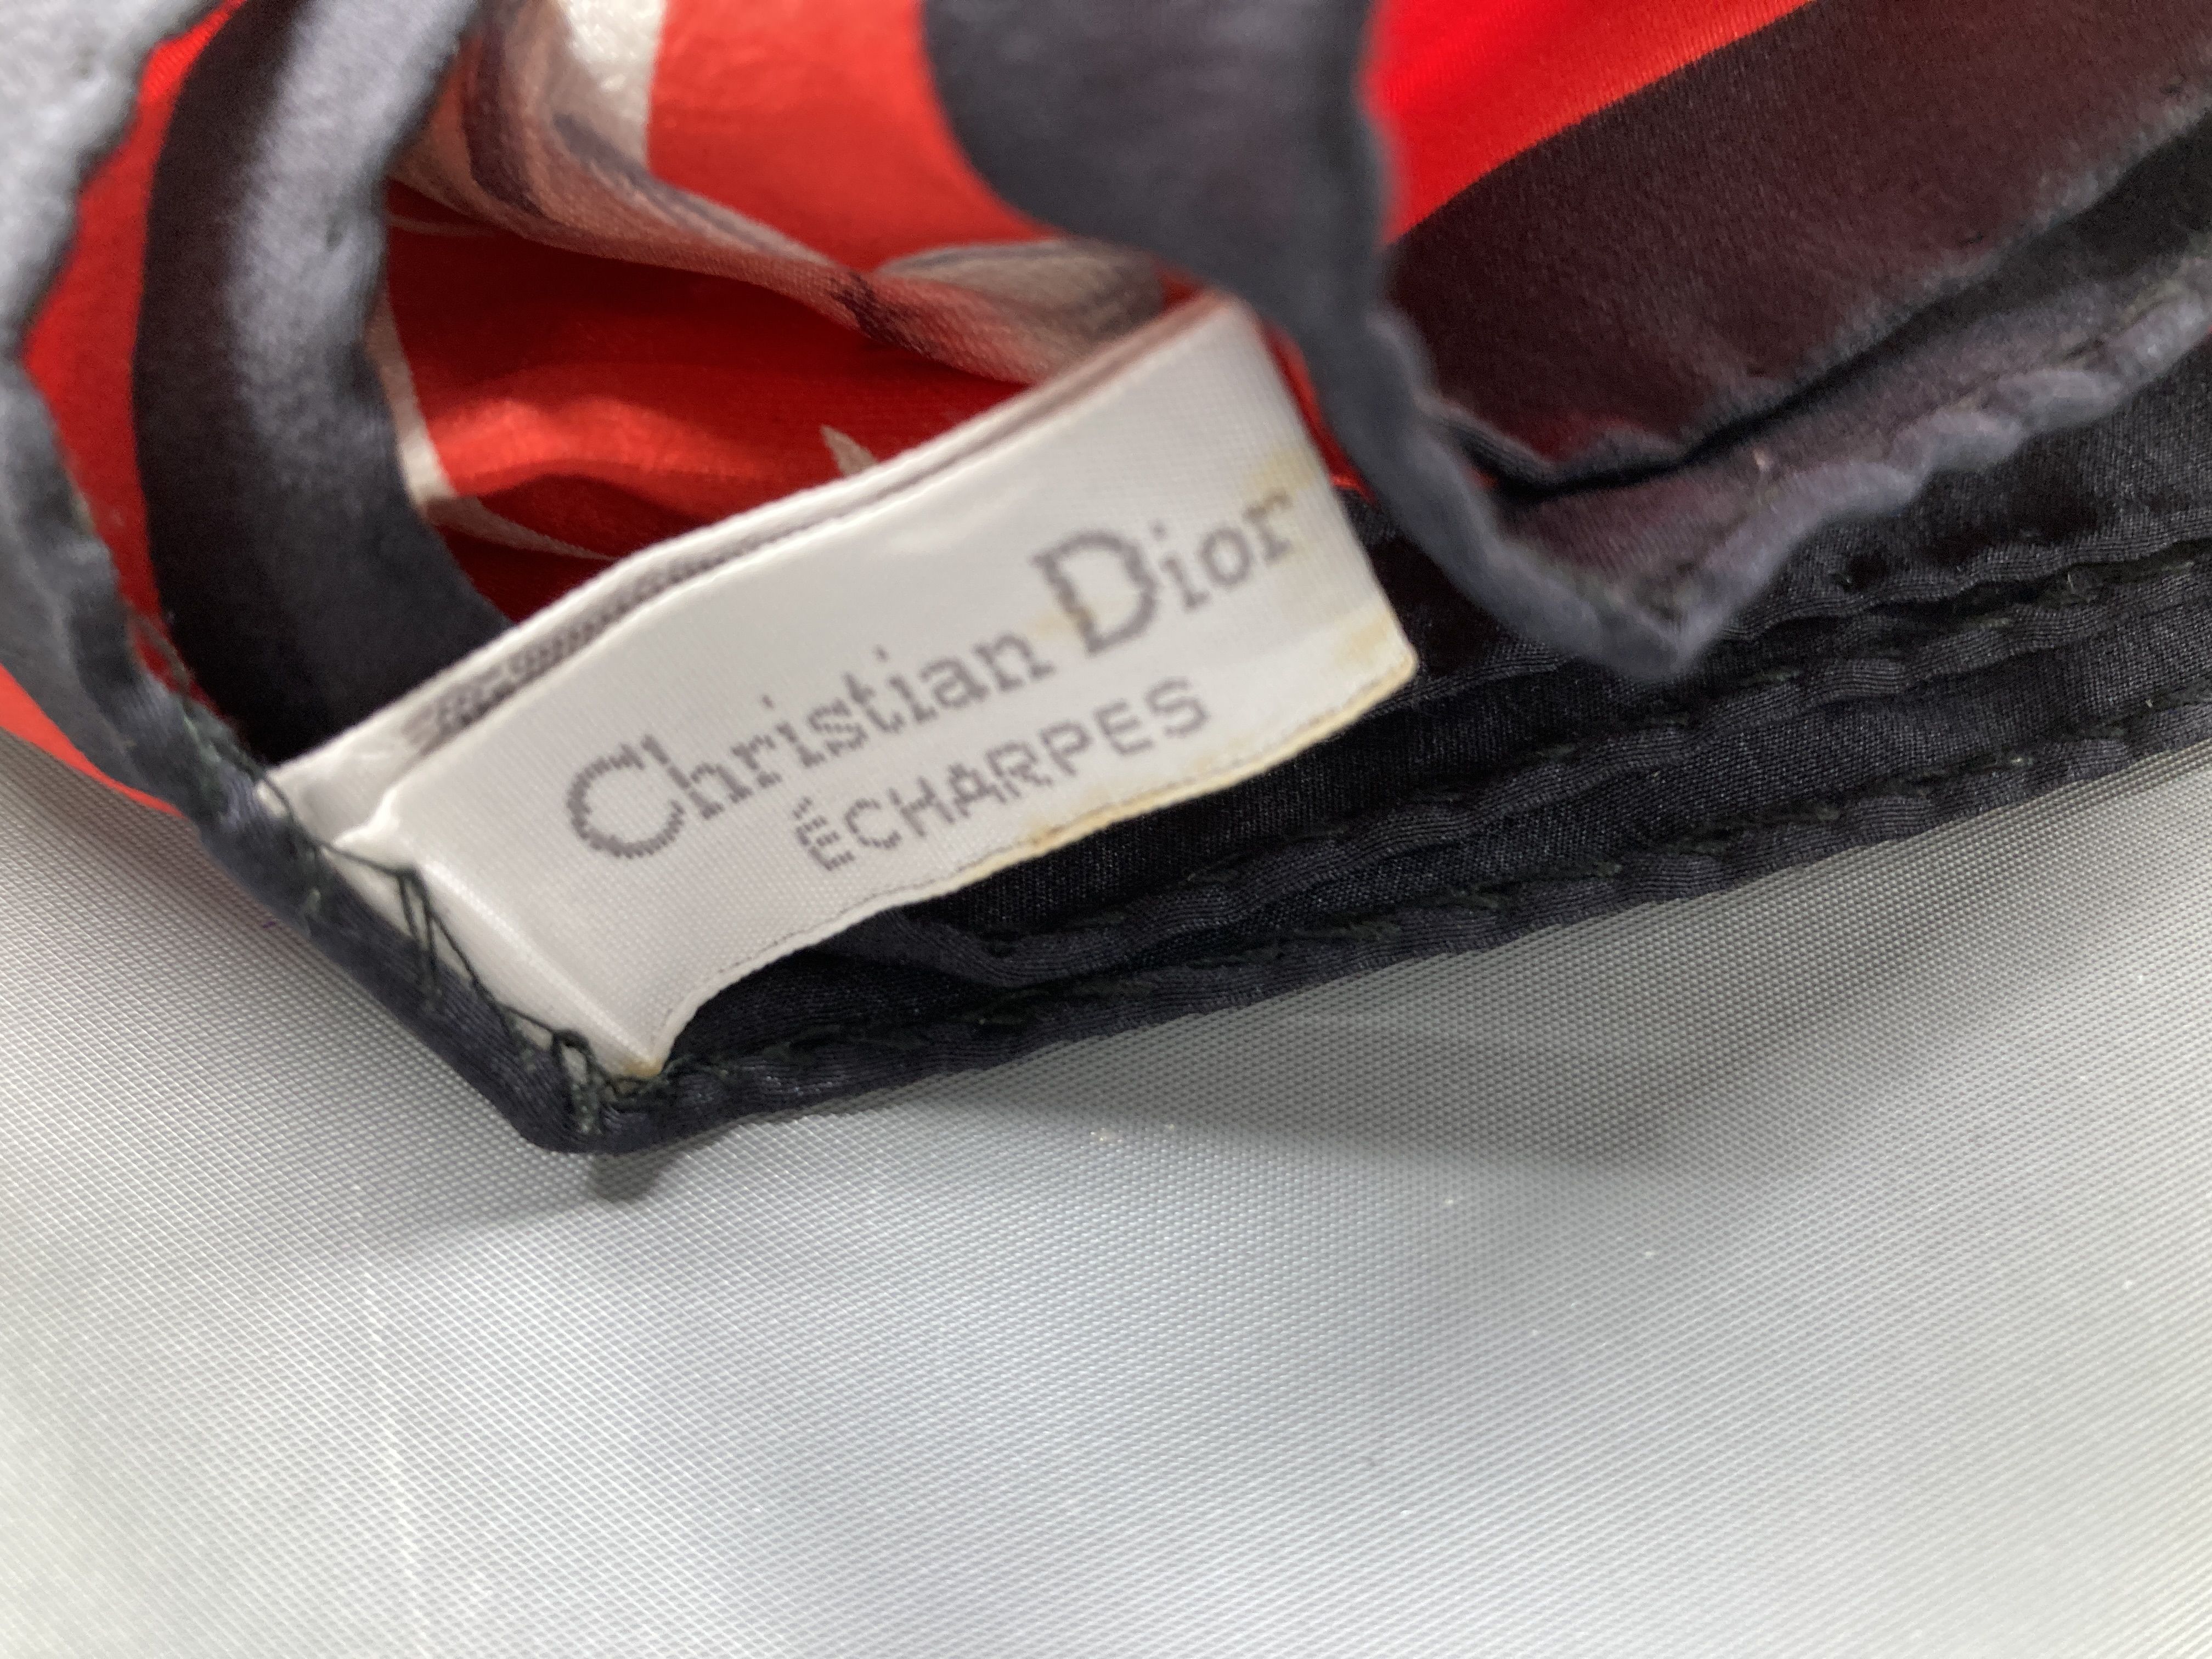 Christian Dior
ÉCHARPES